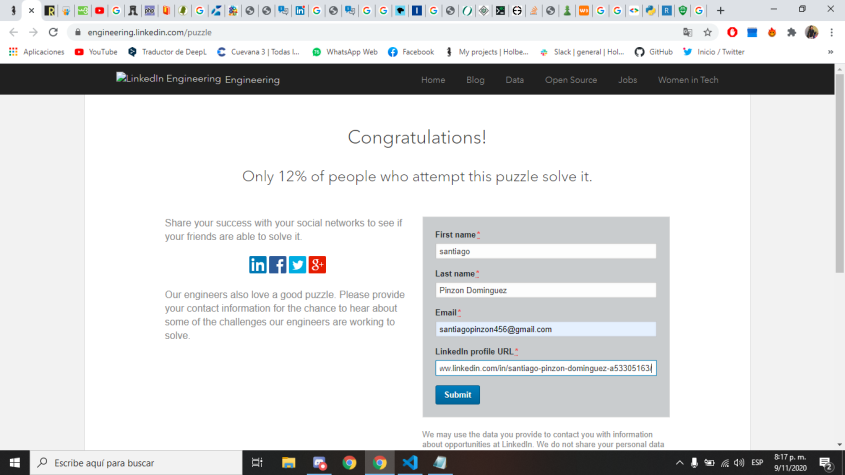 engineering.linkedin.com/puzzle
Aplicaciones
YouTube
Traductor de DeepL
Cuevana 3 | Todas l...
WhatsApp Web
Facebook
My projects | Holbe...
Slack | general | Hol...
GitHub
Inicio / Twitter
»
LinkedIn Engineering Engineering
Home
Blog
Data
Open Source
Jobs
Women in Tech
Congratulations!
Only 12% of people who attempt this puzzle solve it.
Share your success with your social networks to see if
your friends are able to solve it.
Our engineers also love a good puzzle. Please provide
your contact information for the chance to hear about
some of the challenges our engineers are working to
solve.
First name*
santiago
Last name*
Pinzon Dominguez
Email*
santiagopinzon456@gmail.com
LinkedIn profile URL*
ww.linkedin.com/in/santiago-pinzon-dominguez-a53305163/
Submit
We may use the data you provide to contact you with information
about opportunities at LinkedIn. We do not share your personal data
Escribe aquí para buscar
ESP
8:17 p. m.
9/11/2020
2